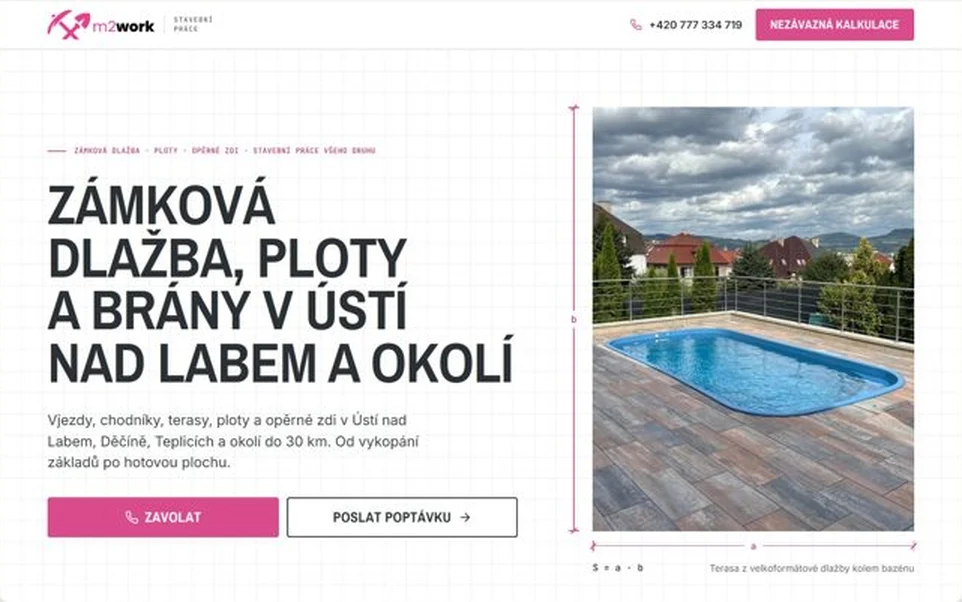 m2work
STAVEBNÍ
PRÁCE
+420 777 334 719
NEZÁVAZNÁ KALKULACE
ZÁMKOVÁ DLAŽBA · PLOTY · OPĚRNÉ ZDI · STAVEBNÍ PRÁCE VŠEHO DRUHU
ZÁMKOVÁ
DLAŽBA, PLOTY
A BRÁNY V ÚSTÍ
NAD LABEM A OKOLÍ
Vjezdy, chodníky, terasy, ploty a opěrné zdi v Ústí nad
Labem, Děčíně, Teplicích a okolí do 30 km. Od vykopání
základů po hotovou plochu.
ZAVOLAT
POSLAT POPTÁVKU →
b
a
S = a · b
Terasa z velkoformátové dlažby kolem bazénu